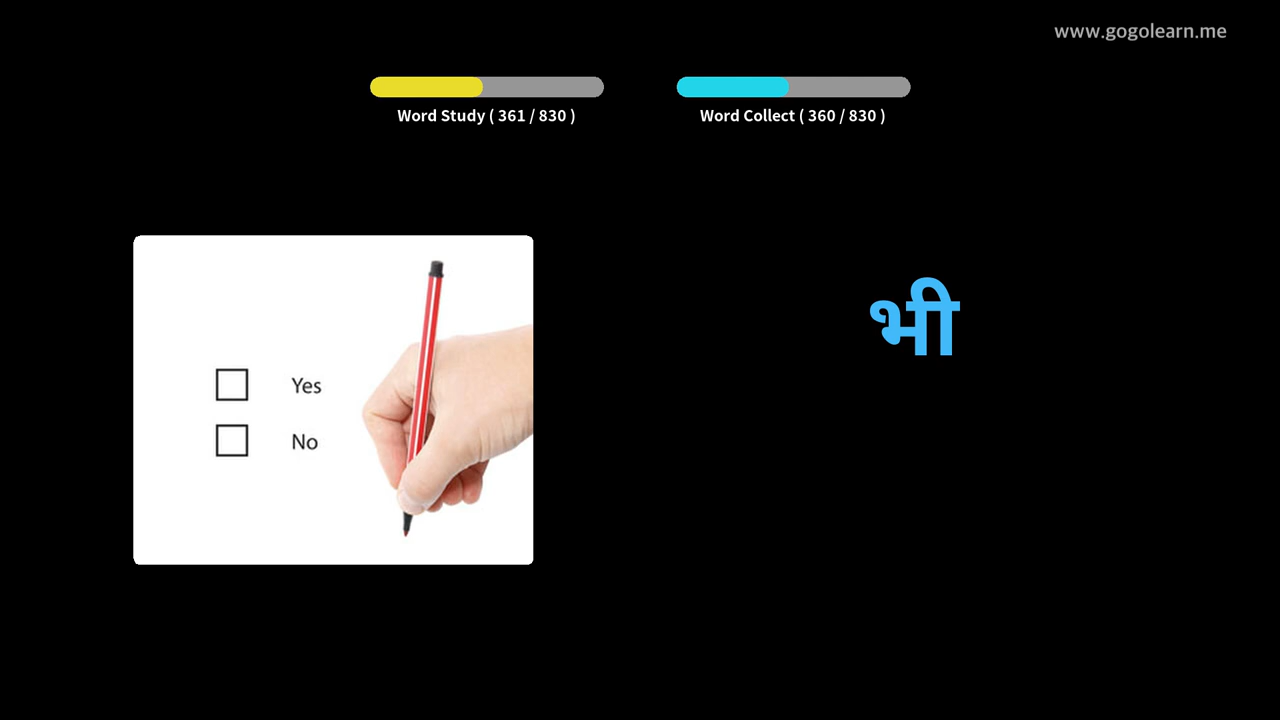 www.gogolearn.me
Word Study ( 361 / 830 )
Word Collect ( 360 / 830 )
भी
Yes
No